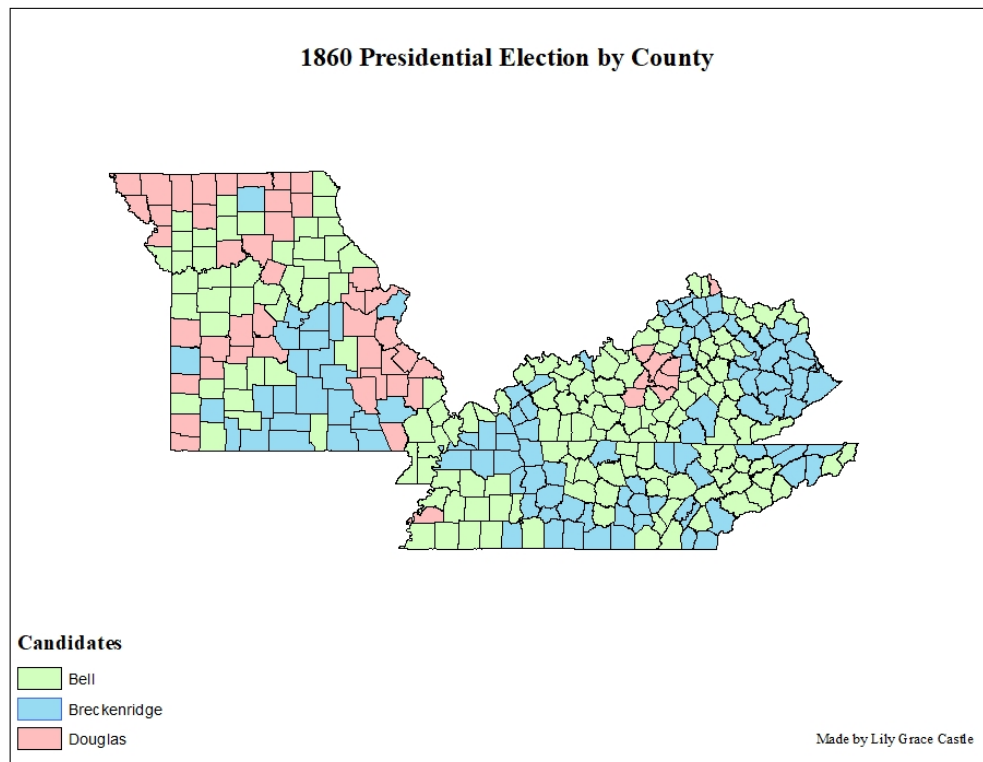 1860 Presidential Election by County
Candidates
Bell
Breckenridge
Douglas
Made by Lily Grace Castle